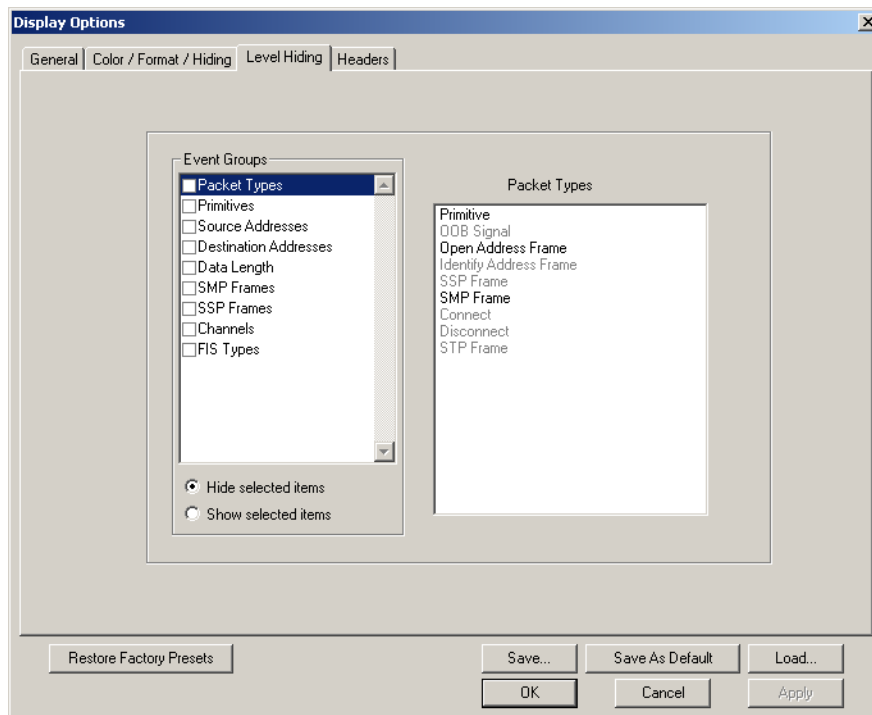 Display Options
General
Color / Format / Hiding
Level Hiding
Headers
Event Groups
Packet Types
Primitives
Source Addresses
Destination Addresses
Data Length
SMP Frames
SSP Frames
Channels
FIS Types
Hide selected items
Show selected items
Packet Types
Primitive
OOB Signal
Open Address Frame
Identify Address Frame
SSP Frame
SMP Frame
Connect
Disconnect
STP Frame
Restore Factory Presets
Save...
Save As Default
Load...
OK
Cancel
Apply